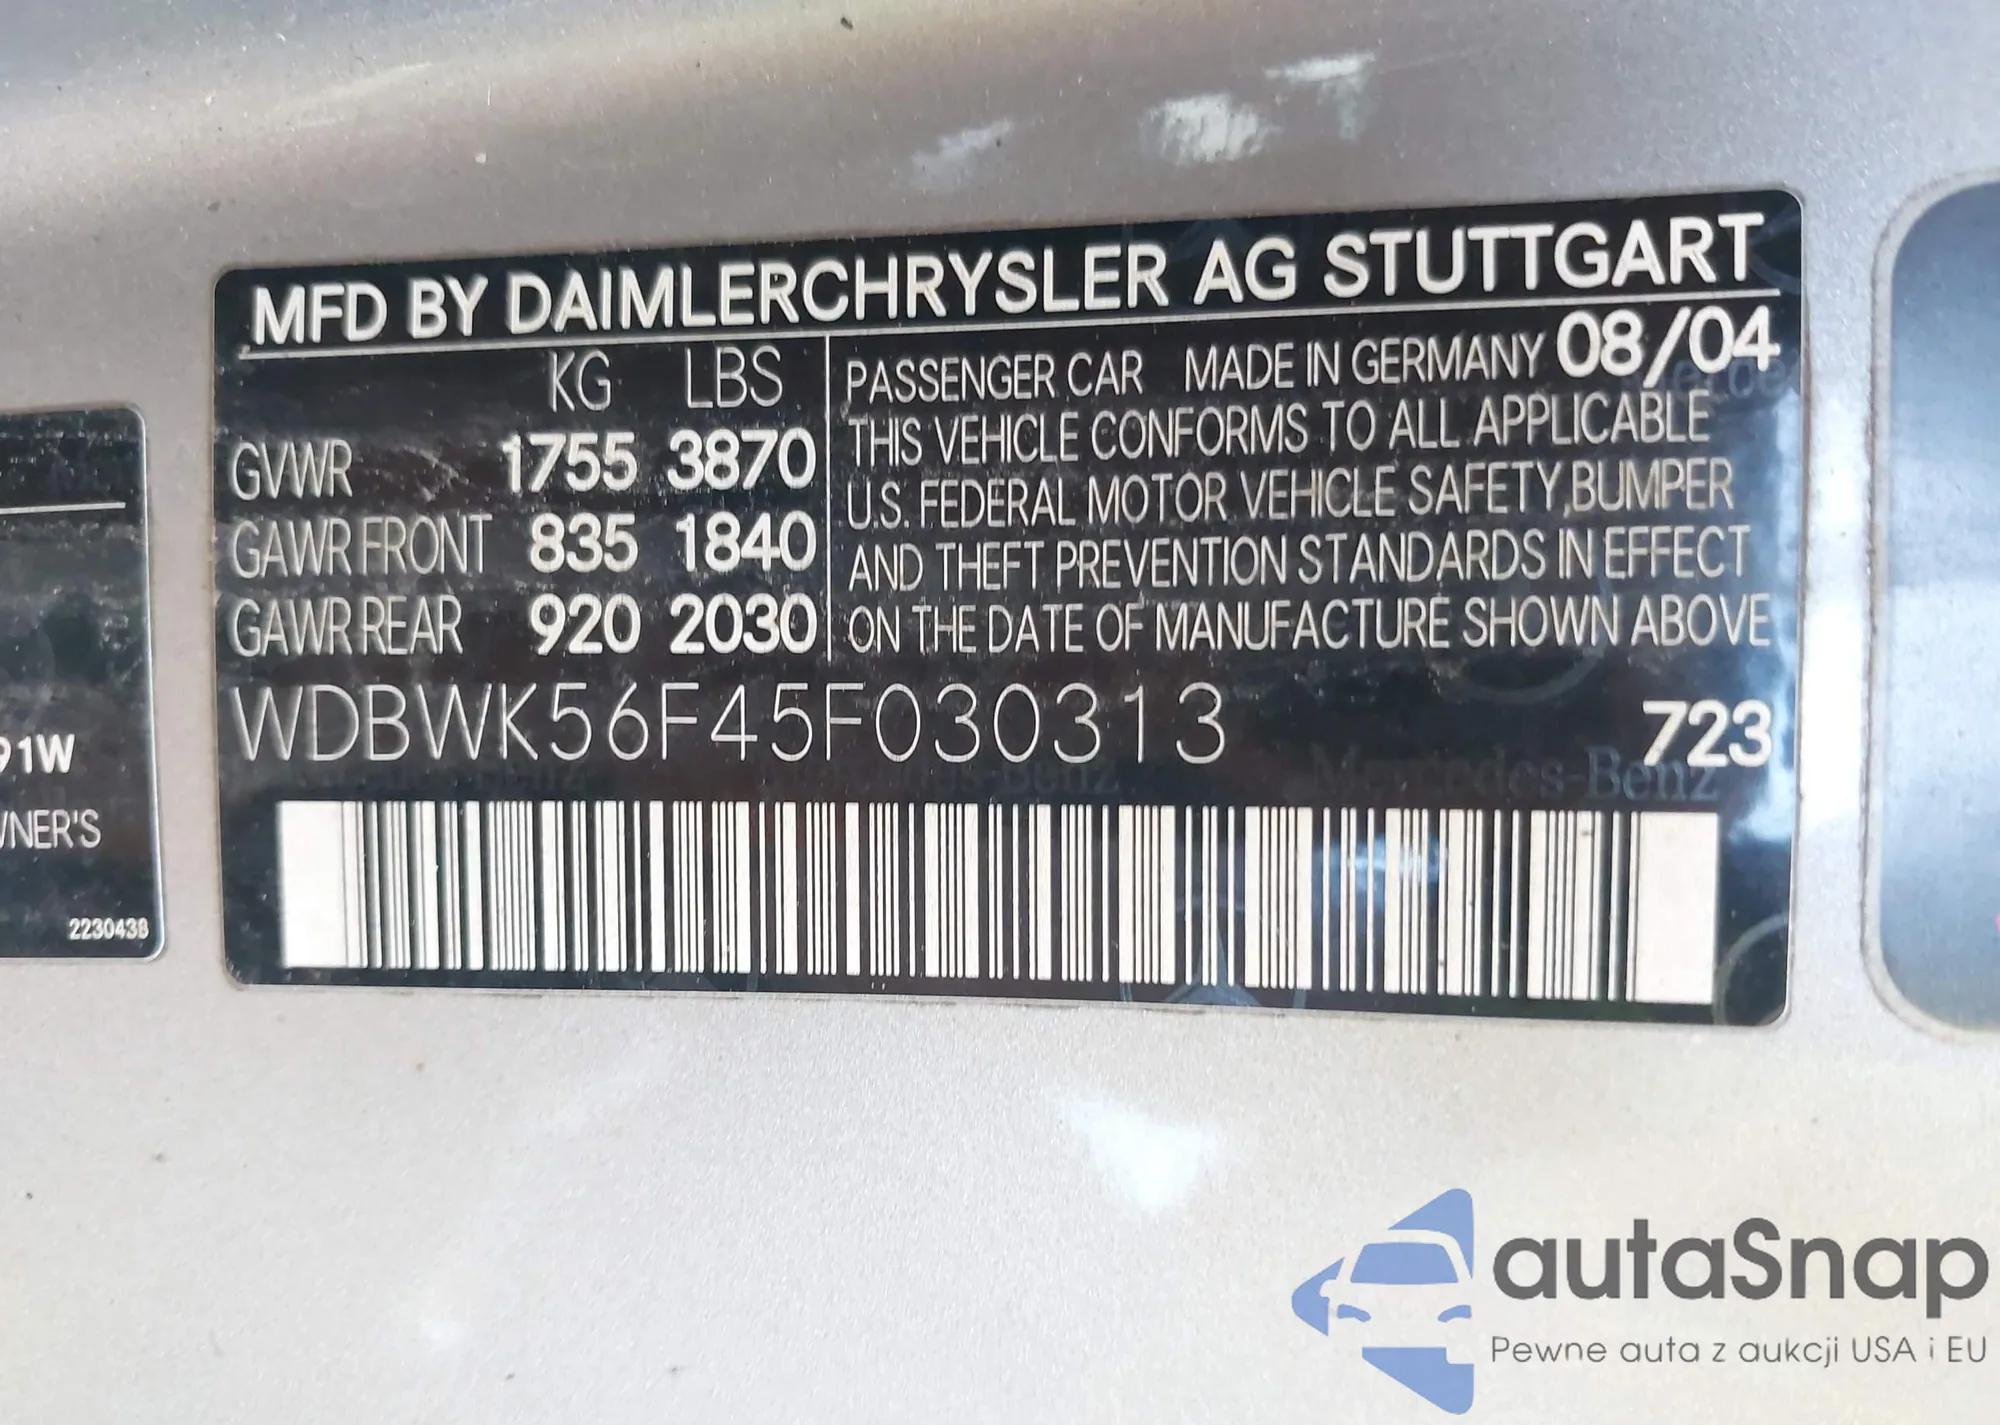 MFD BY DAIMLERCHRYSLER AG STUTTGART
KG LBS
GVWR 1755 3870
GAWR FRONT 835 1840
GAWR REAR 920 2030
PASSENGER CAR MADE IN GERMANY 08/04
THIS VEHICLE CONFORMS TO ALL APPLICABLE
U.S. FEDERAL MOTOR VEHICLE SAFETY,BUMPER
AND THEFT PREVENTION STANDARDS IN EFFECT
ON THE DATE OF MANUFACTURE SHOWN ABOVE
WDBWK56F45F030313 723
Mercedes-Benz
91W
WNER'S
2230438
autaSnap
Pewne auta z aukcji USA i EU